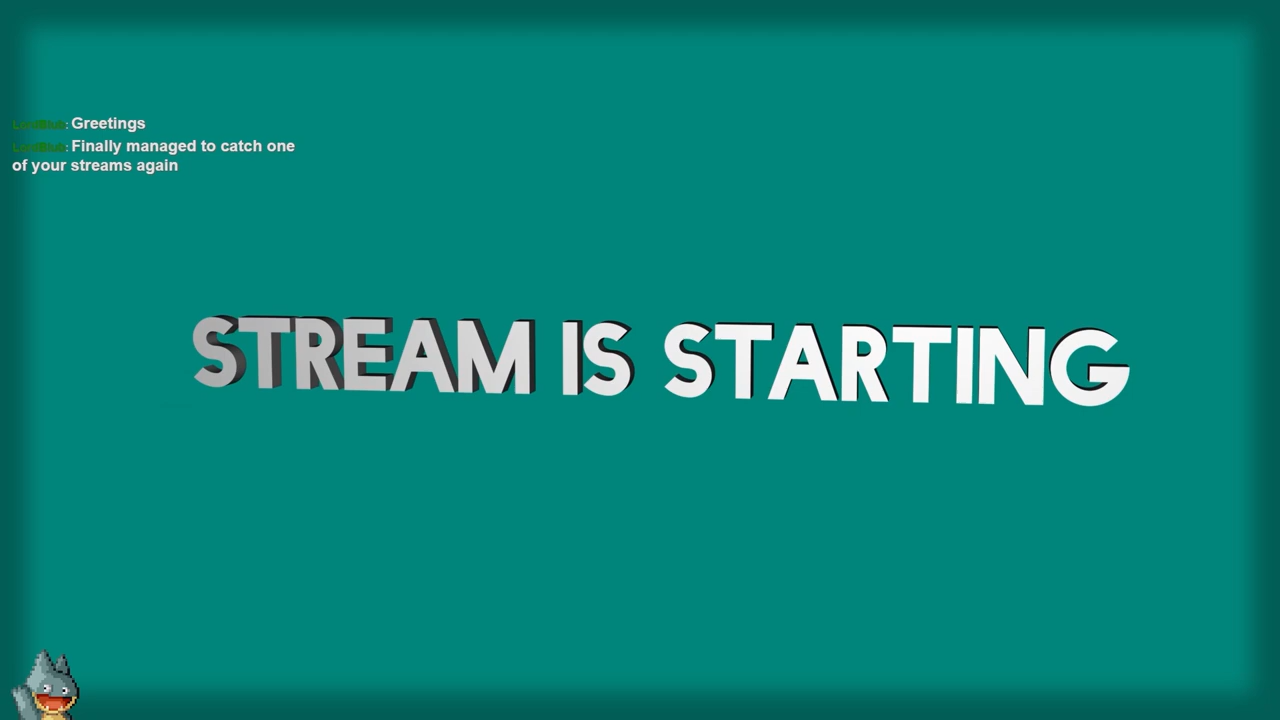 Greetings
Finally managed to catch one
of your streams again
STREAM IS STARTING